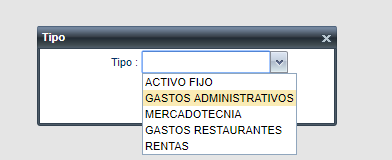 Tipo
Tipo :
ACTIVO FIJO
GASTOS ADMINISTRATIVOS
MERCADOTECNIA
GASTOS RESTAURANTES
RENTAS